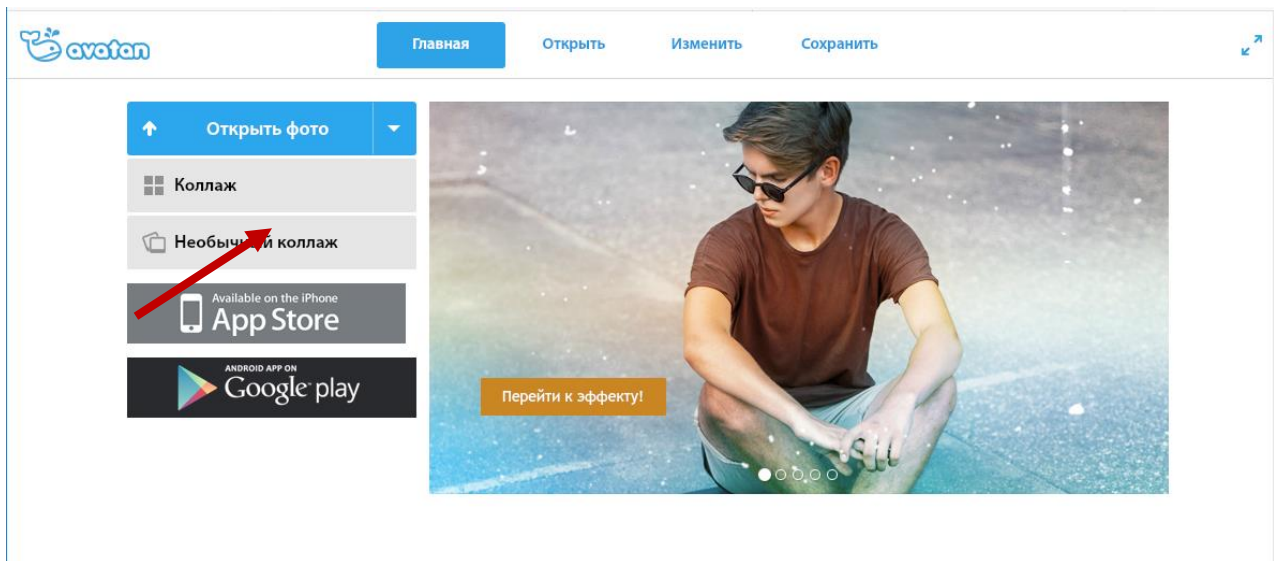 avatan
Главная
Открыть
Изменить
Сохранить
Открыть фото
Коллаж
Необычный коллаж
Available on the iPhone
App Store
ANDROID APP ON
Google play
Перейти к эффекту!